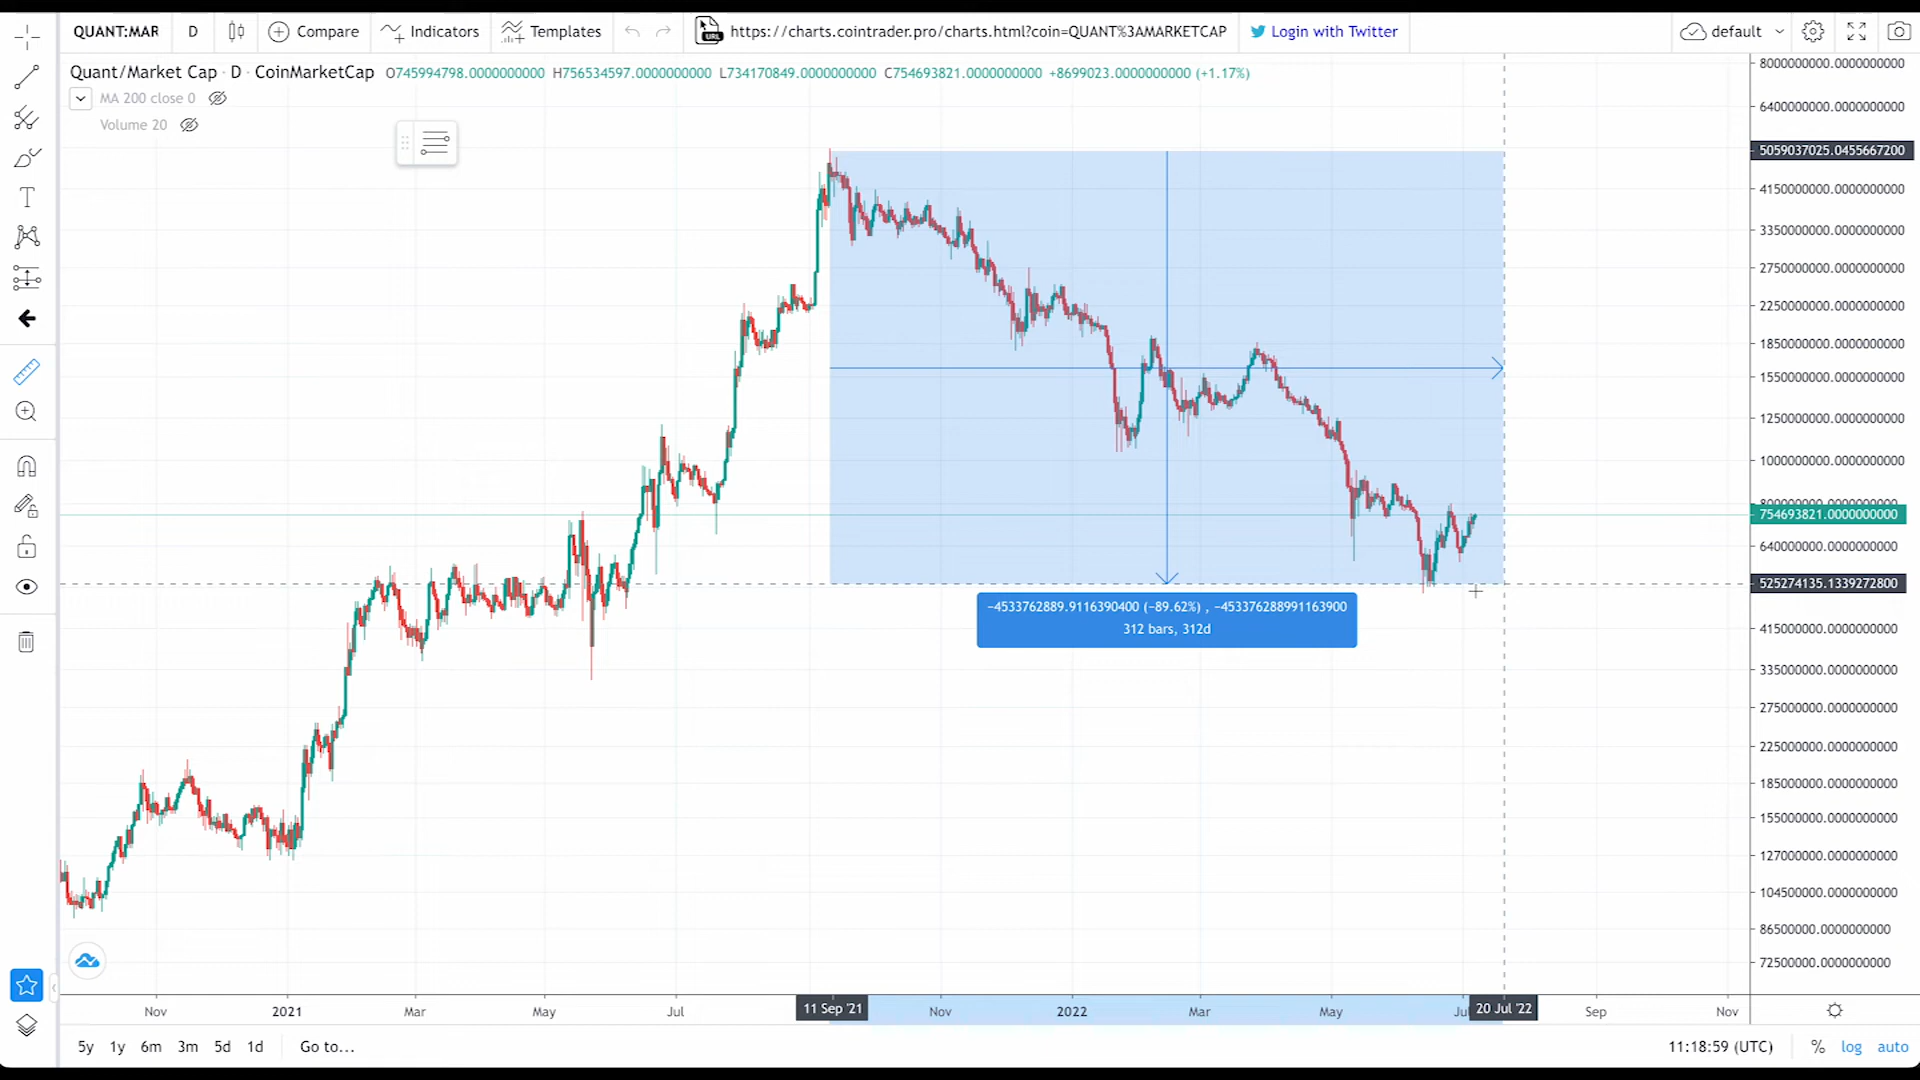 QUANT:MAR D Compare Indicators Templates URL https://charts.cointrader.pro/charts.html?coin=QUANT%3AMARKETCAP Login with Twitter default
Quant/Market Cap · D · CoinMarketCap O745994798.0000000000 H756534597.0000000000 L734170849.0000000000 C754693821.0000000000 +8699023.0000000000 (+1.17%)
MA 200 close 0
Volume 20
T
8000000000.0000000000
6400000000.0000000000
5059037025.0455667200
4150000000.0000000000
3350000000.0000000000
2750000000.0000000000
2250000000.0000000000
1850000000.0000000000
1550000000.0000000000
1250000000.0000000000
1000000000.0000000000
800000000.0000000000
754693821.0000000000
640000000.0000000000
525274135.1339272800
415000000.0000000000
335000000.0000000000
275000000.0000000000
225000000.0000000000
185000000.0000000000
155000000.0000000000
127000000.0000000000
104500000.0000000000
86500000.0000000000
72500000.0000000000
−4533762889.9116390400 (−89.62%) , −453376288991163900
312 bars, 312d
Nov 2021 Mar May Jul 11 Sep '21 Nov 2022 Mar May Jul 20 Jul '22 Sep Nov
5y 1y 6m 3m 5d 1d Go to... 11:18:59 (UTC) % log auto